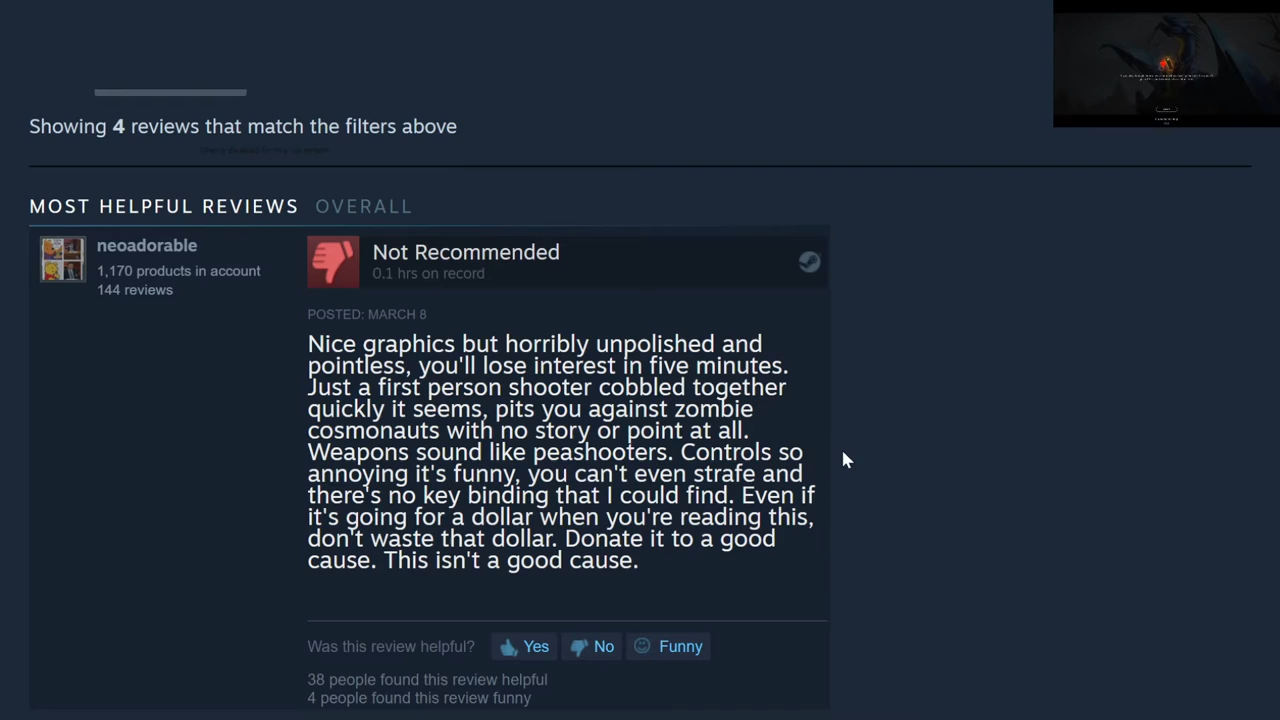 Showing 4 reviews that match the filters above
MOST HELPFUL REVIEWS OVERALL
neoadorable
1,170 products in account
144 reviews
Not Recommended
0.1 hrs on record
POSTED: MARCH 8
Nice graphics but horribly unpolished and
pointless, you'll lose interest in five minutes.
Just a first person shooter cobbled together
quickly it seems, pits you against zombie
cosmonauts with no story or point at all.
Weapons sound like peashooters. Controls so
annoying it's funny, you can't even strafe and
there's no key binding that I could find. Even if
it's going for a dollar when you're reading this,
don't waste that dollar. Donate it to a good
cause. This isn't a good cause.
Was this review helpful? Yes No Funny
38 people found this review helpful
4 people found this review funny